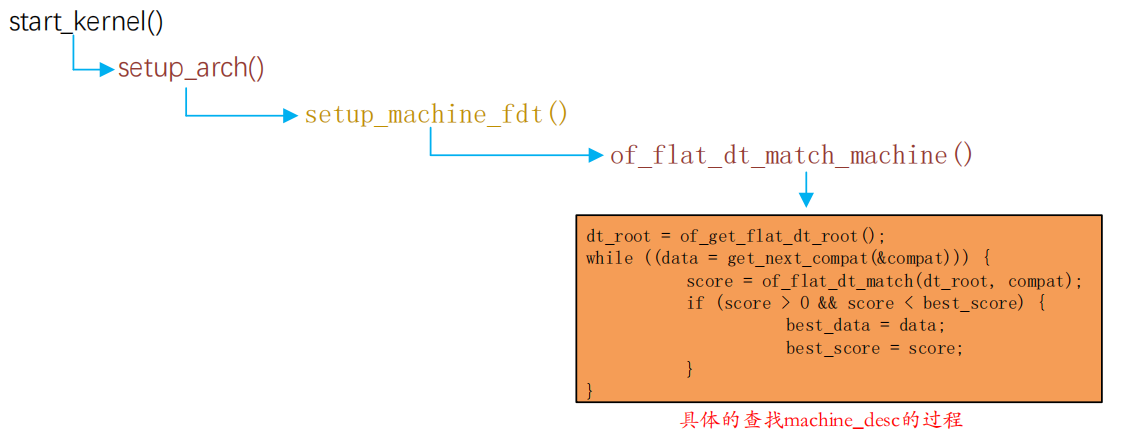 start_kernel()
setup_arch()
setup_machine_fdt()
of_flat_dt_match_machine()
dt_root = of_get_flat_dt_root();
while ((data = get_next_compat(&compat))) {
score = of_flat_dt_match(dt_root, compat);
if (score > 0 && score < best_score) {
best_data = data;
best_score = score;
}
}
具体的查找machine_desc的过程